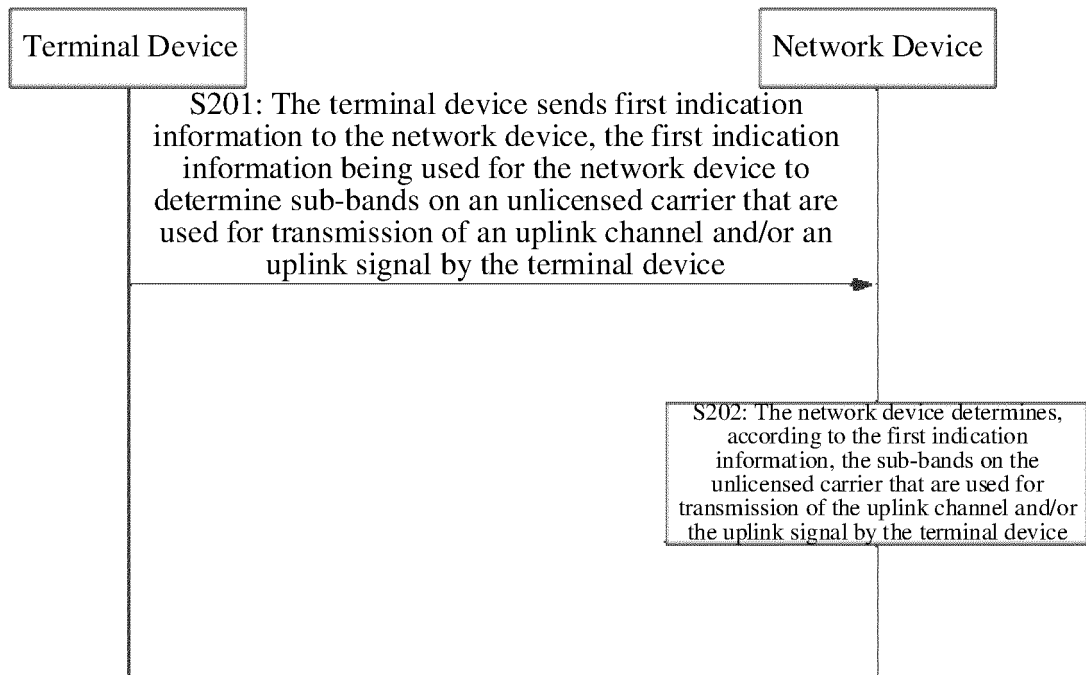 Terminal Device
Network Device
S201: The terminal device sends first indication
information to the network device, the first indication
information being used for the network device to
determine sub-bands on an unlicensed carrier that are
used for transmission of an uplink channel and/or an
uplink signal by the terminal device
S202: The network device determines,
according to the first indication
information, the sub-bands on the
unlicensed carrier that are used for
transmission of the uplink channel and/or
the uplink signal by the terminal device